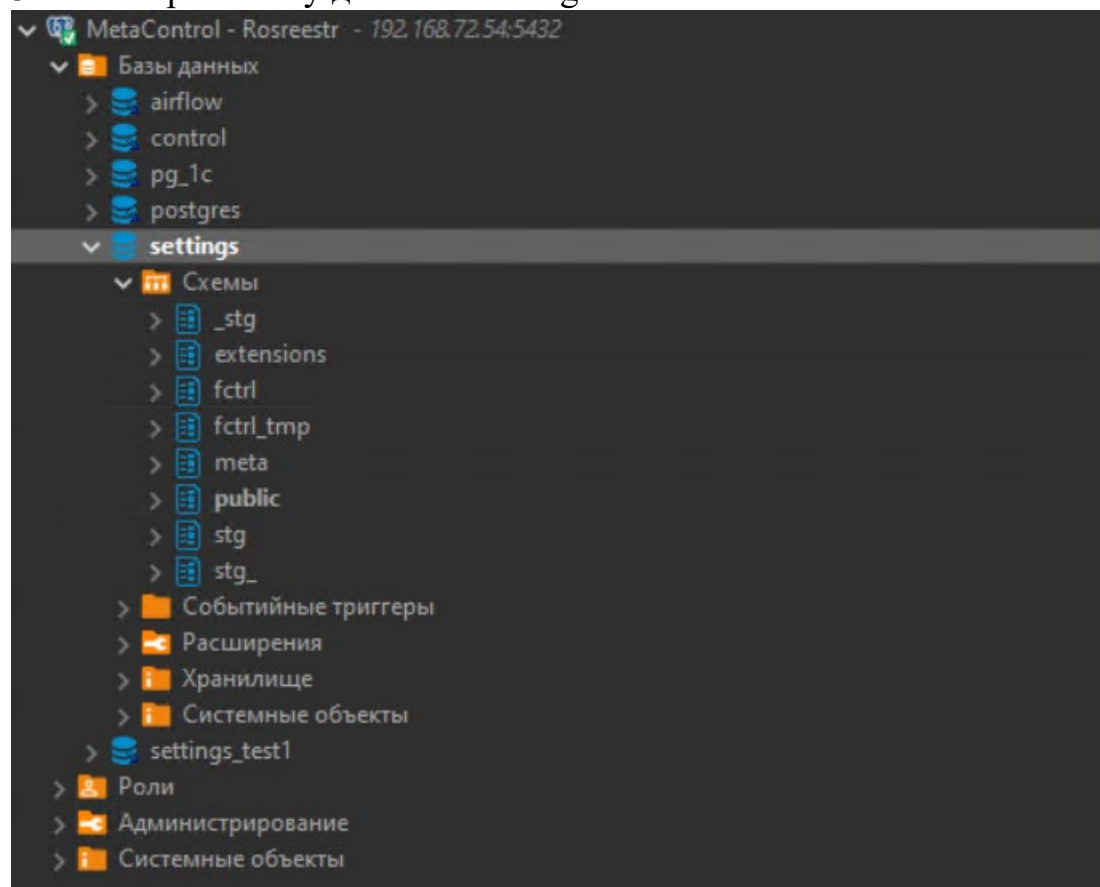 MetaControl - Rosreestr - 192.168.72.54:5432
Базы данных
airflow
control
pg_1c
postgres
settings
Схемы
_stg
extensions
fctrl
fctrl_tmp
meta
public
stg
stg_
Событийные триггеры
Расширения
Хранилище
Системные объекты
settings_test1
Роли
Администрирование
Системные объекты